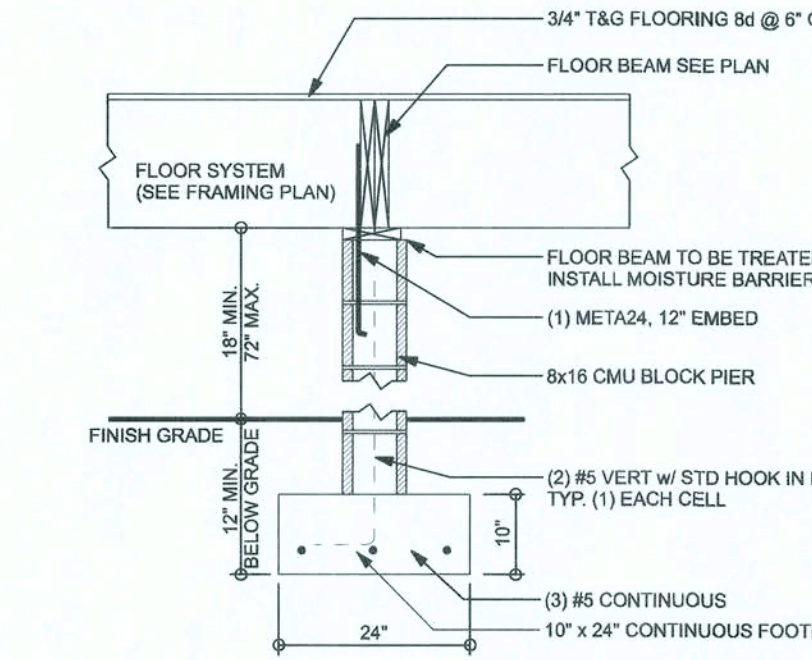 3/4" T&G FLOORING 8d @ 6"
FLOOR BEAM SEE PLAN
FLOOR SYSTEM
(SEE FRAMING PLAN)
FLOOR BEAM TO BE
INSTALL MOISTURE BARRIER
(1) META24, 12" EMBED
18" MIN.
72" MAX.
8x16 CMU BLOCK PIER
FINISH GRADE
12" MIN.
BELOW GRADE
(2) #5 VERT w/ STD HOOK IN
TYP. (1) EACH CELL
10"
(3) #5 CONTINUOUS
24"
10" x 24" CONTINUOUS